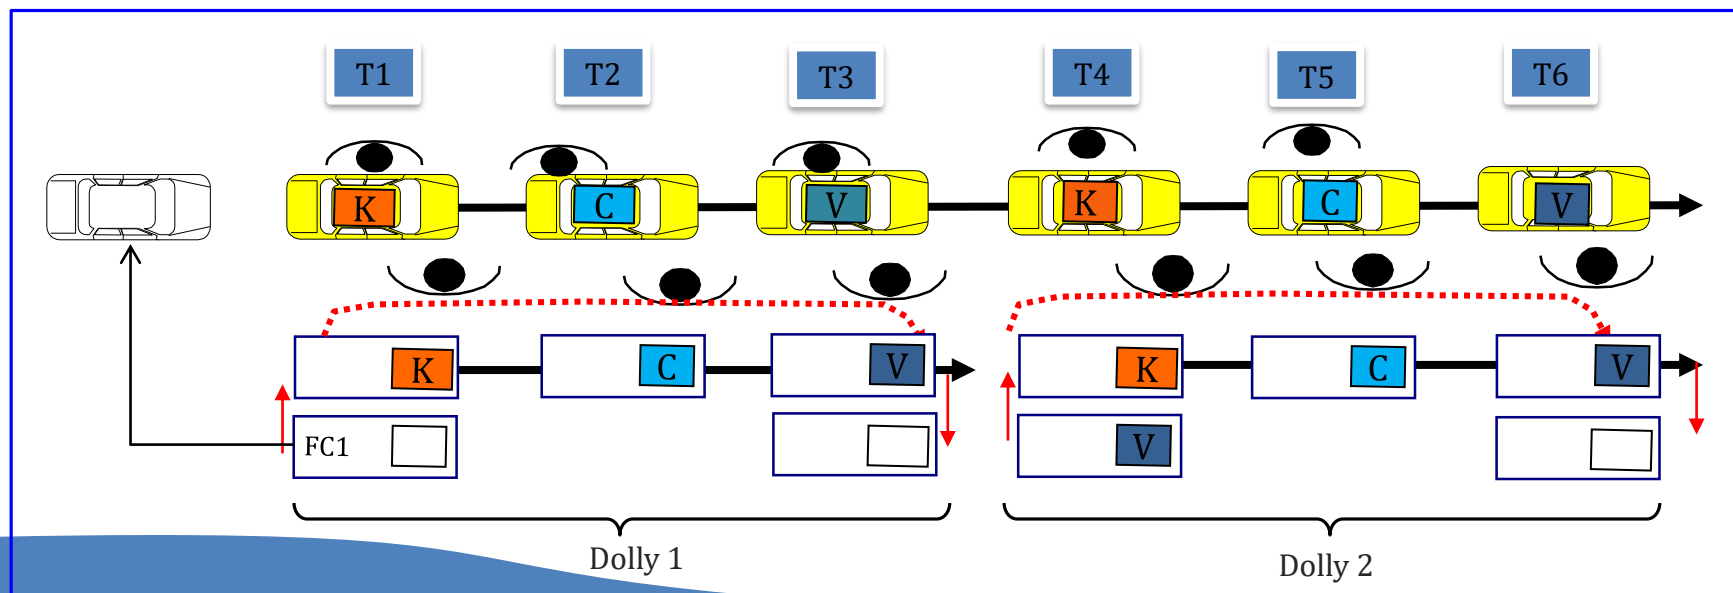 T1 T2 T3 T4 T5 T6
K C V K C V
K C V K C V
FC1 V
Dolly 1 Dolly 2